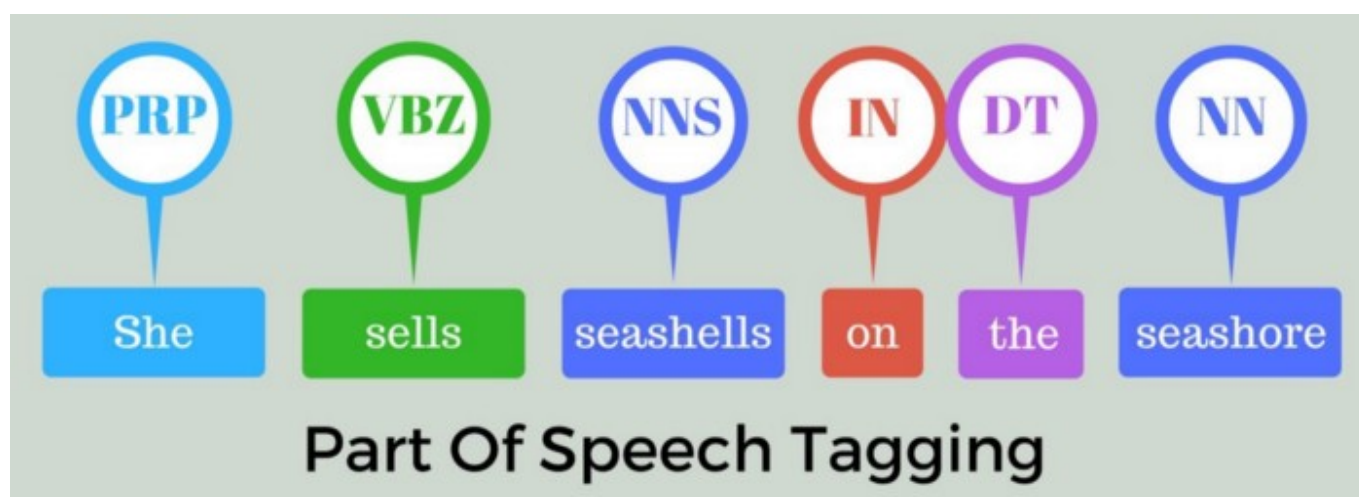 PRP VBZ NNS IN DT NN
She sells seashells on the seashore
Part Of Speech Tagging